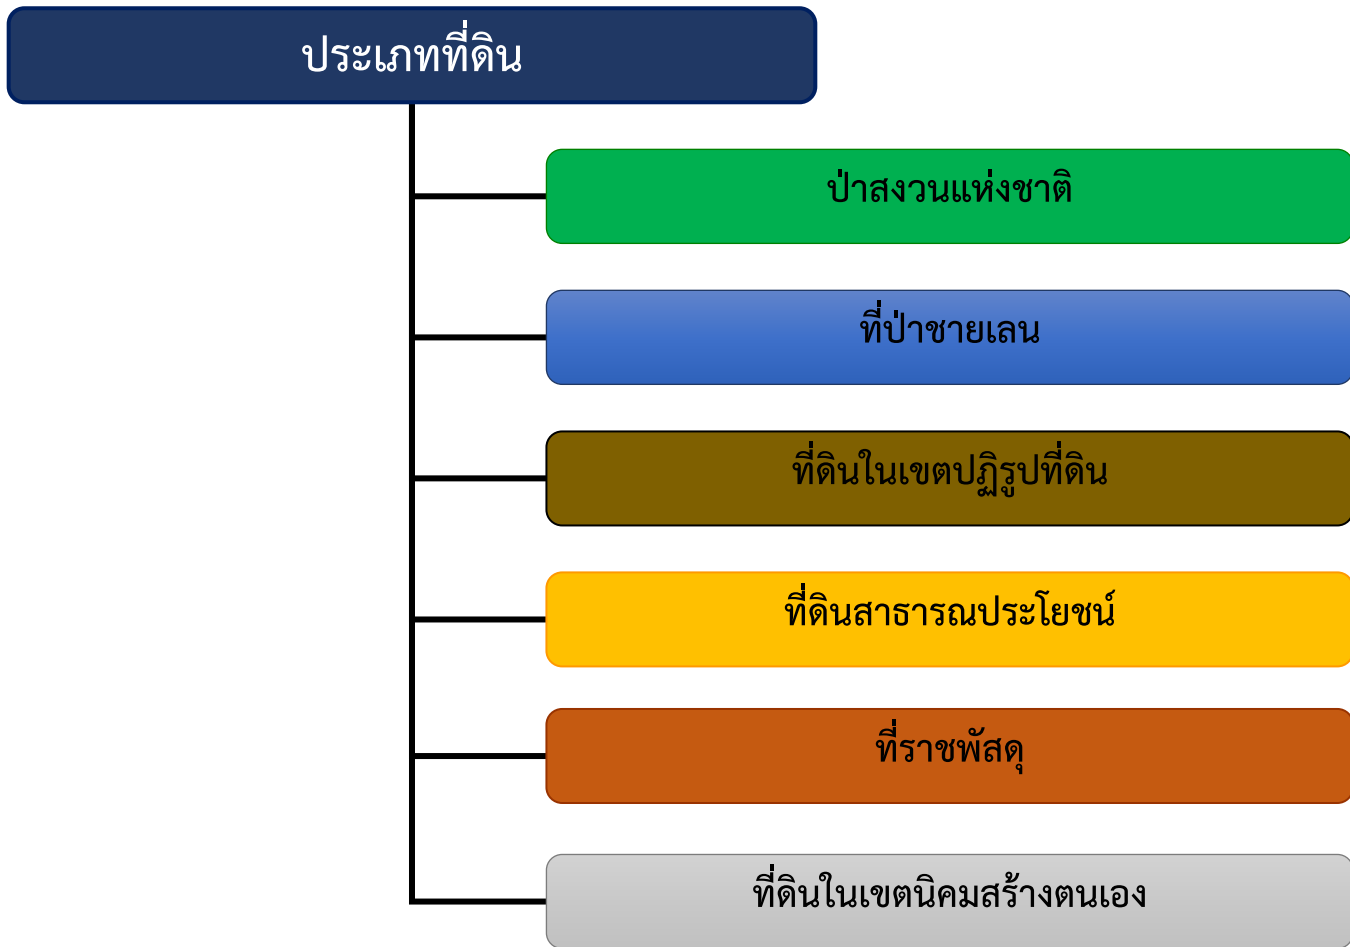 ประเภทที่ดิน
ป่าสงวนแห่งชาติ
ที่ป่าชายเลน
ที่ดินในเขตปฏิรูปที่ดิน
ที่ดินสาธารณประโยชน์
ที่ราชพัสดุ
ที่ดินในเขตนิคมสร้างตนเอง